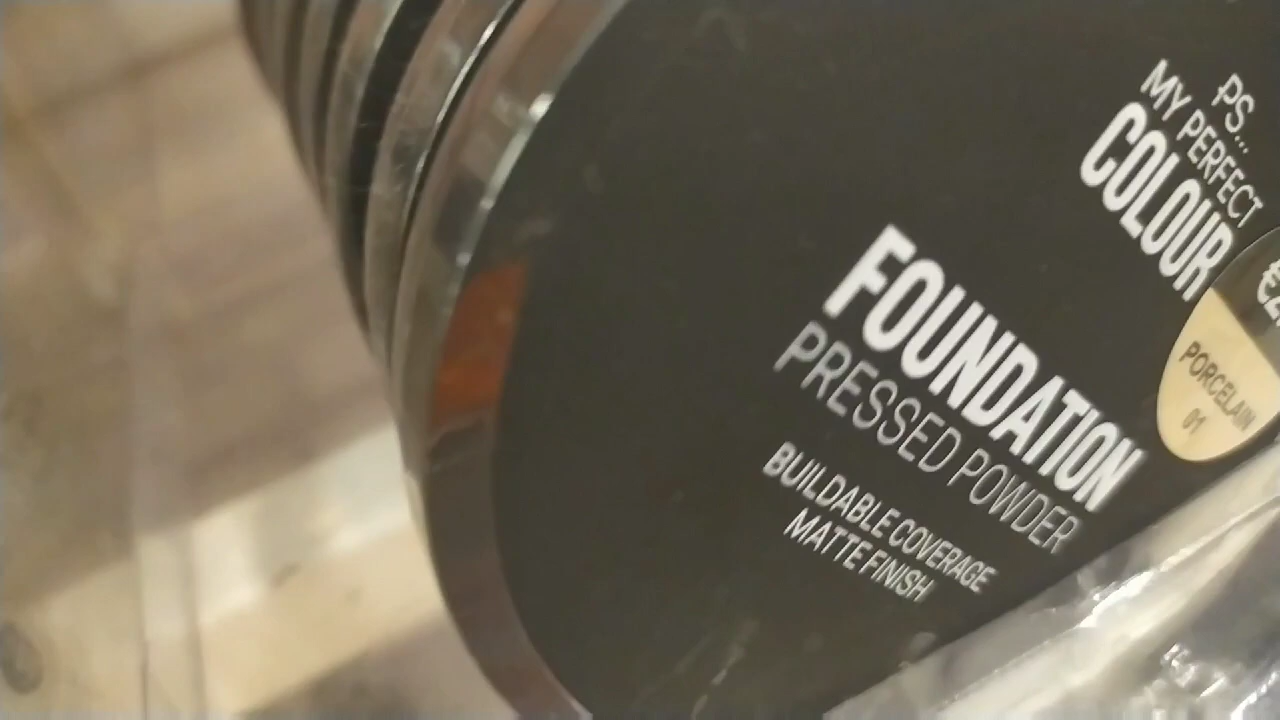 PS...
MY PERFECT
COLOUR
FOUNDATION
PRESSED POWDER
BUILDABLE COVERAGE
MATTE FINISH
PORCELAIN
01